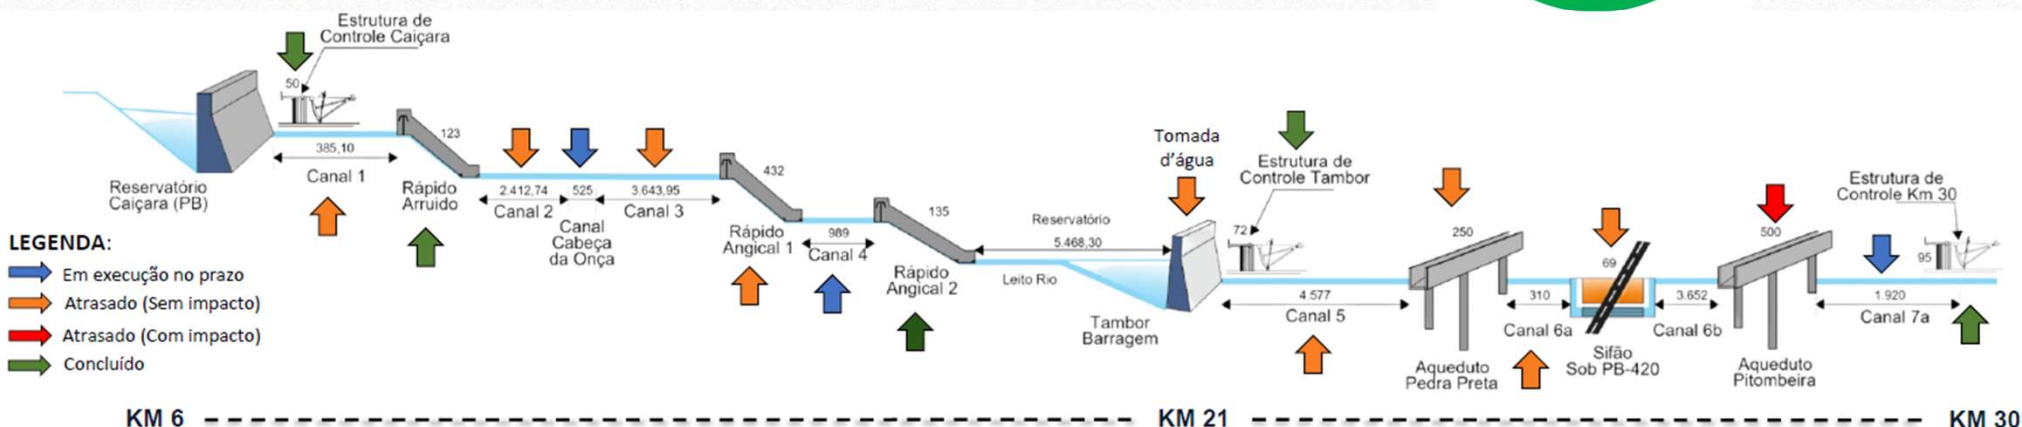 Estrutura de
Controle Caiçara
50
385,10
Canal 1
Reservatório
Caiçara (PB)
123
Rápido
Arruido
2.412,74
Canal 2
525
Canal
Cabeça
da Onça
3.643,95
Canal 3
432
Rápido
Angical 1
989
Canal 4
135
Rápido
Angical 2
Reservatório
5.468,30
Leito Rio
Tomada
d'água
Tambor
Barragem
72
Estrutura de
Controle Tambor
4.577
Canal 5
250
Aqueduto
Pedra Preta
310
Canal 6a
69
Sifão
Sob PB-420
3.652
Canal 6b
500
Aqueduto
Pitombeira
1.920
Canal 7a
Estrutura de
Controle Km 30
95
LEGENDA:
Em execução no prazo
Atrasado (Sem impacto)
Atrasado (Com impacto)
Concluído
KM 6
KM 21
KM 30